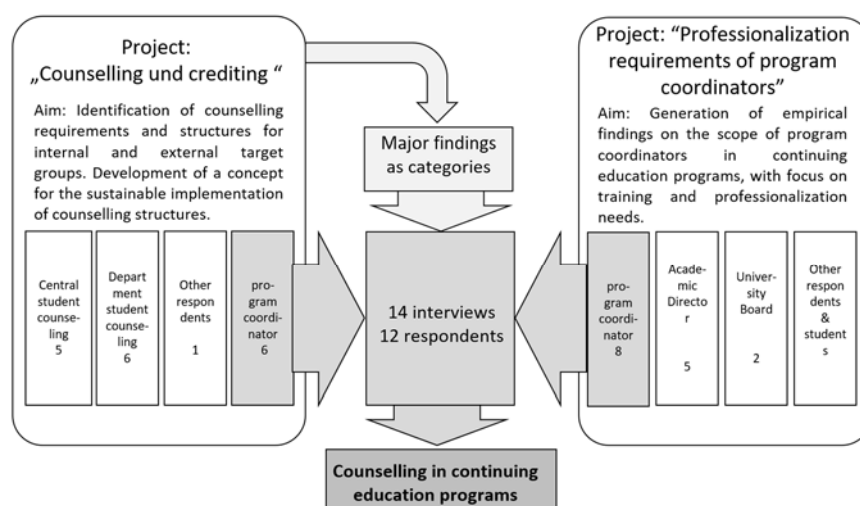 Project:
„Counselling und crediting “
Aim: Identification of counselling
requirements and structures for
internal and external target
groups. Development of a concept
for the sustainable implementation
of counselling structures.
Central
student
counse-
ling
5
Depart
ment
student
counse-
ling
6
Other
respon
dents
1
pro-
gram
coordi-
nator
6
Major findings
as categories
14 interviews
12 respondents
Counselling in continuing
education programs
Project: “Professionalization
requirements of program
coordinators”
Aim: Generation of empirical
findings on the scope of program
coordinators in continuing
education programs, with focus on
training and professionalization
needs.
pro-
gram
coordi-
nator
8
Acade-
mic
Directo
r
5
Univer-
sity
Board
2
Other
respon
dents
&
student
s